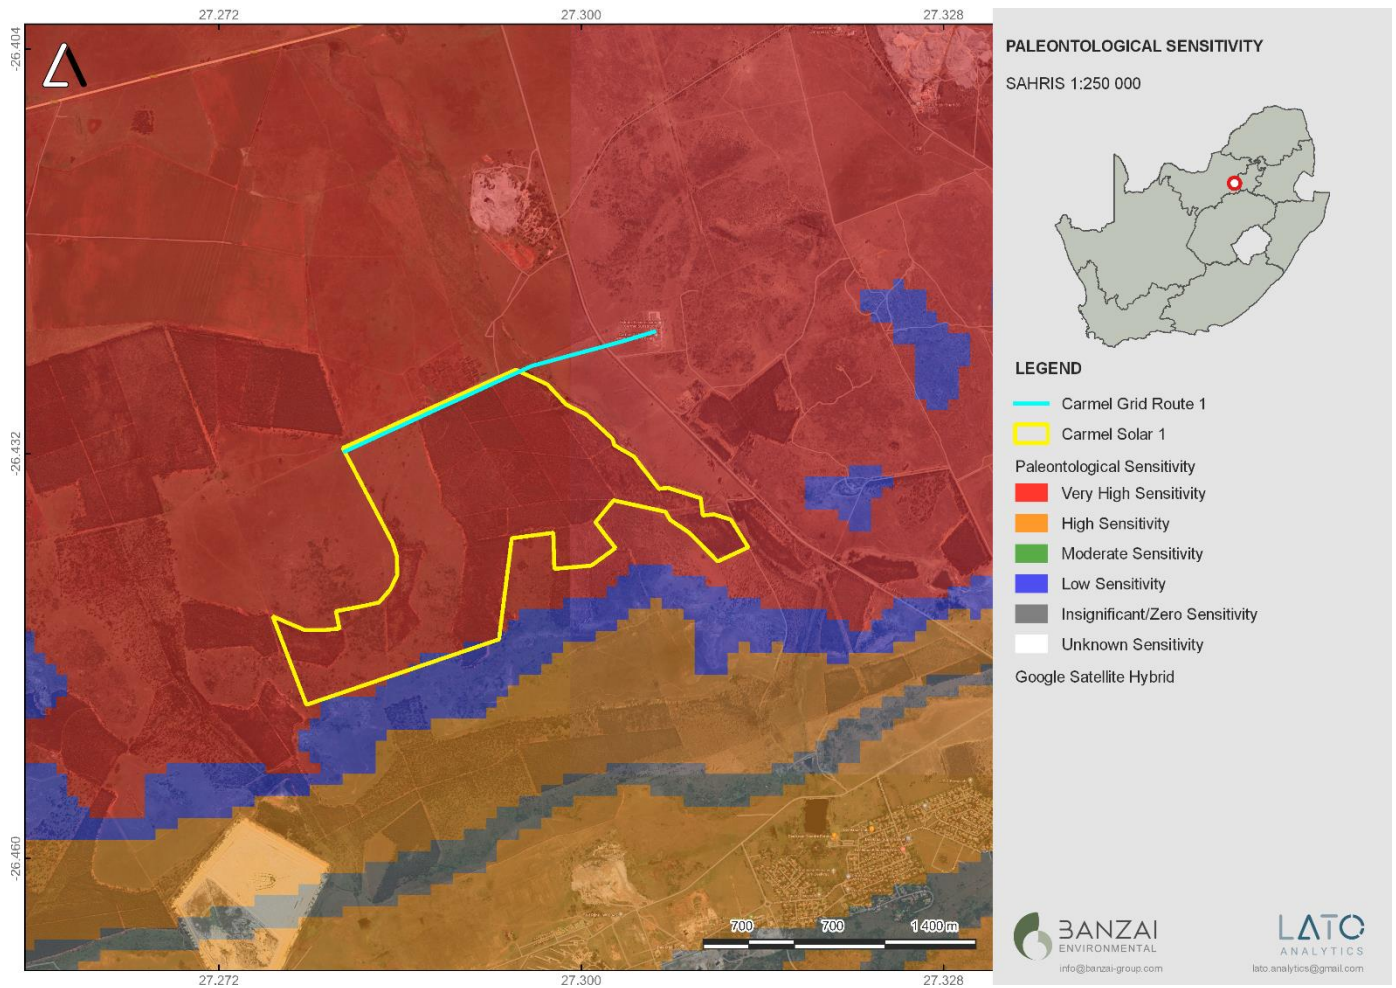 27.272
27.300
27.328
-26.404
-26.432
-26.460
700
700
1 400 m
27.272
27.300
27.328
PALEONTOLOGICAL SENSITIVITY
SAHRIS 1:250 000
LEGEND
Carmel Grid Route 1
Carmel Solar 1
Paleontological Sensitivity
Very High Sensitivity
High Sensitivity
Moderate Sensitivity
Low Sensitivity
Insignificant/Zero Sensitivity
Unknown Sensitivity
Google Satellite Hybrid
BANZAI
ENVIRONMENTAL
info@banzai-group.com
LATO
ANALYTICS
lato.analytics@gmail.com